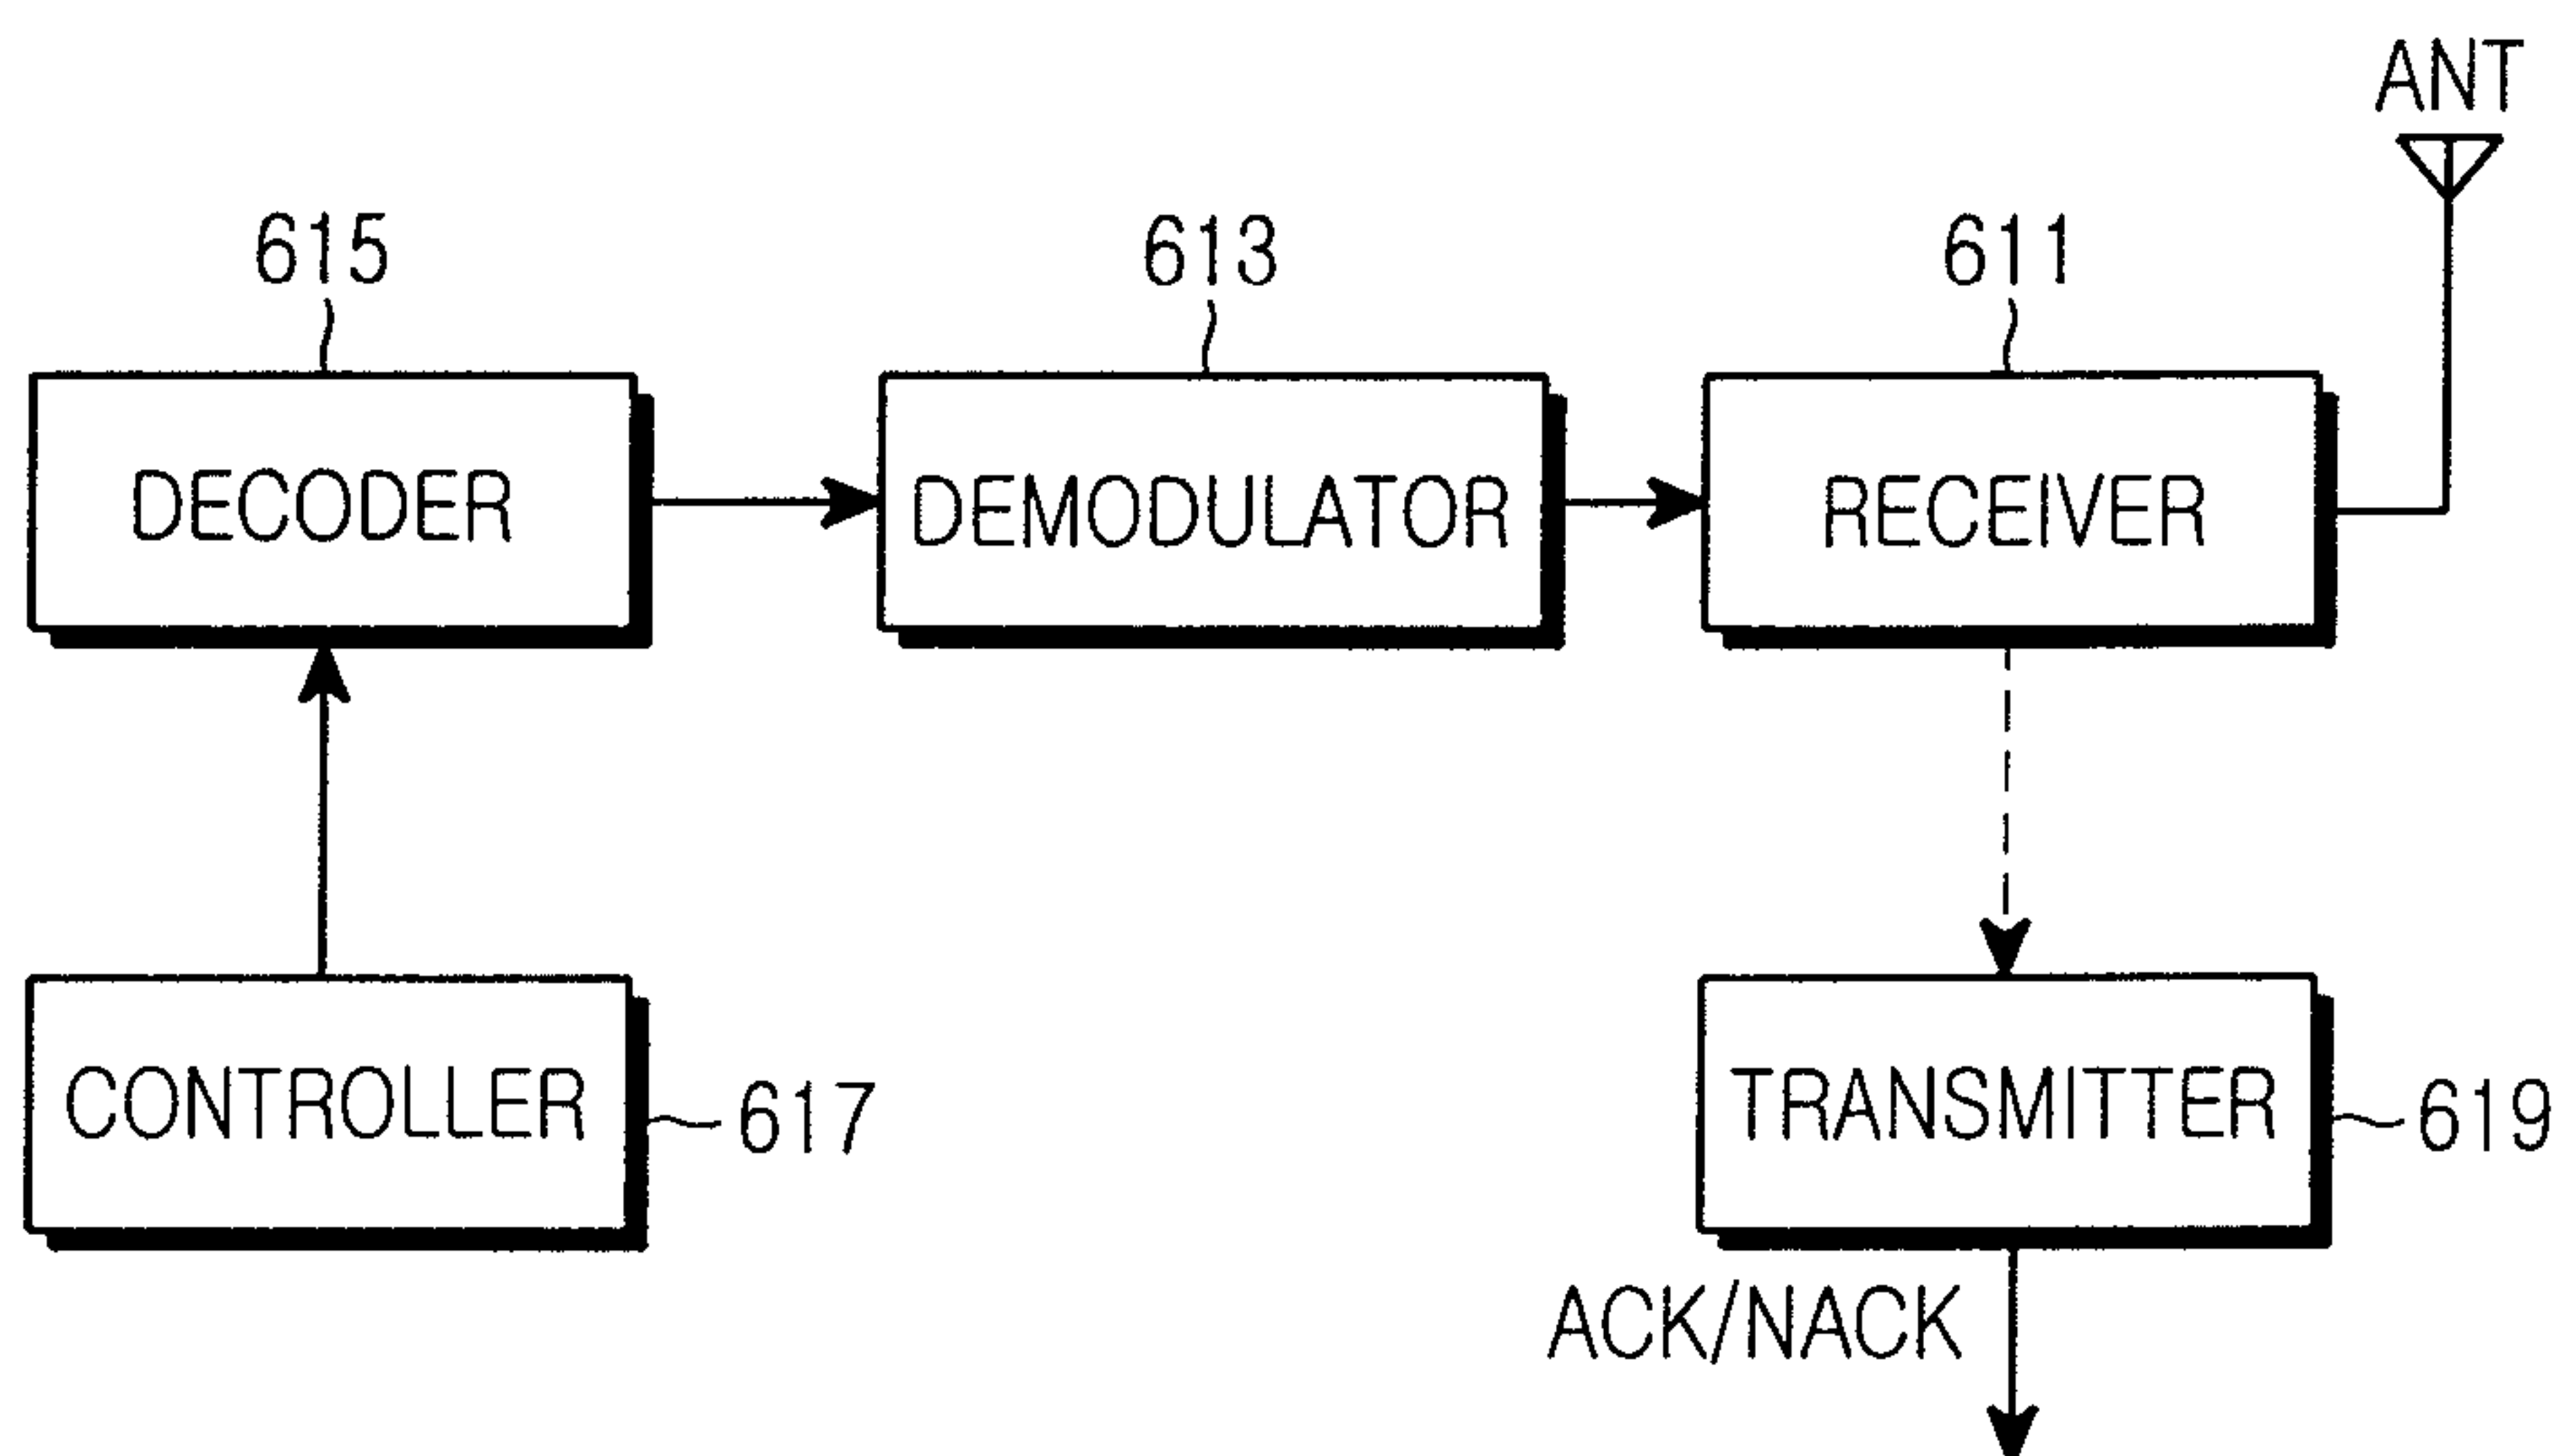 ANT
615
613
611
DECODER
DEMODULATOR
RECEIVER
CONTROLLER
617
TRANSMITTER
619
ACK/NACK